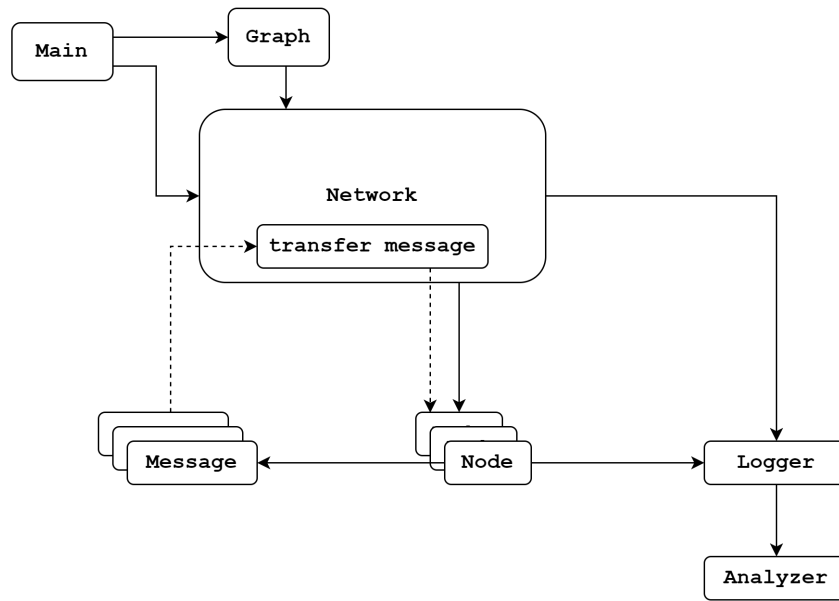 Main
Graph
Network
transfer message
Message
Node
Logger
Analyzer